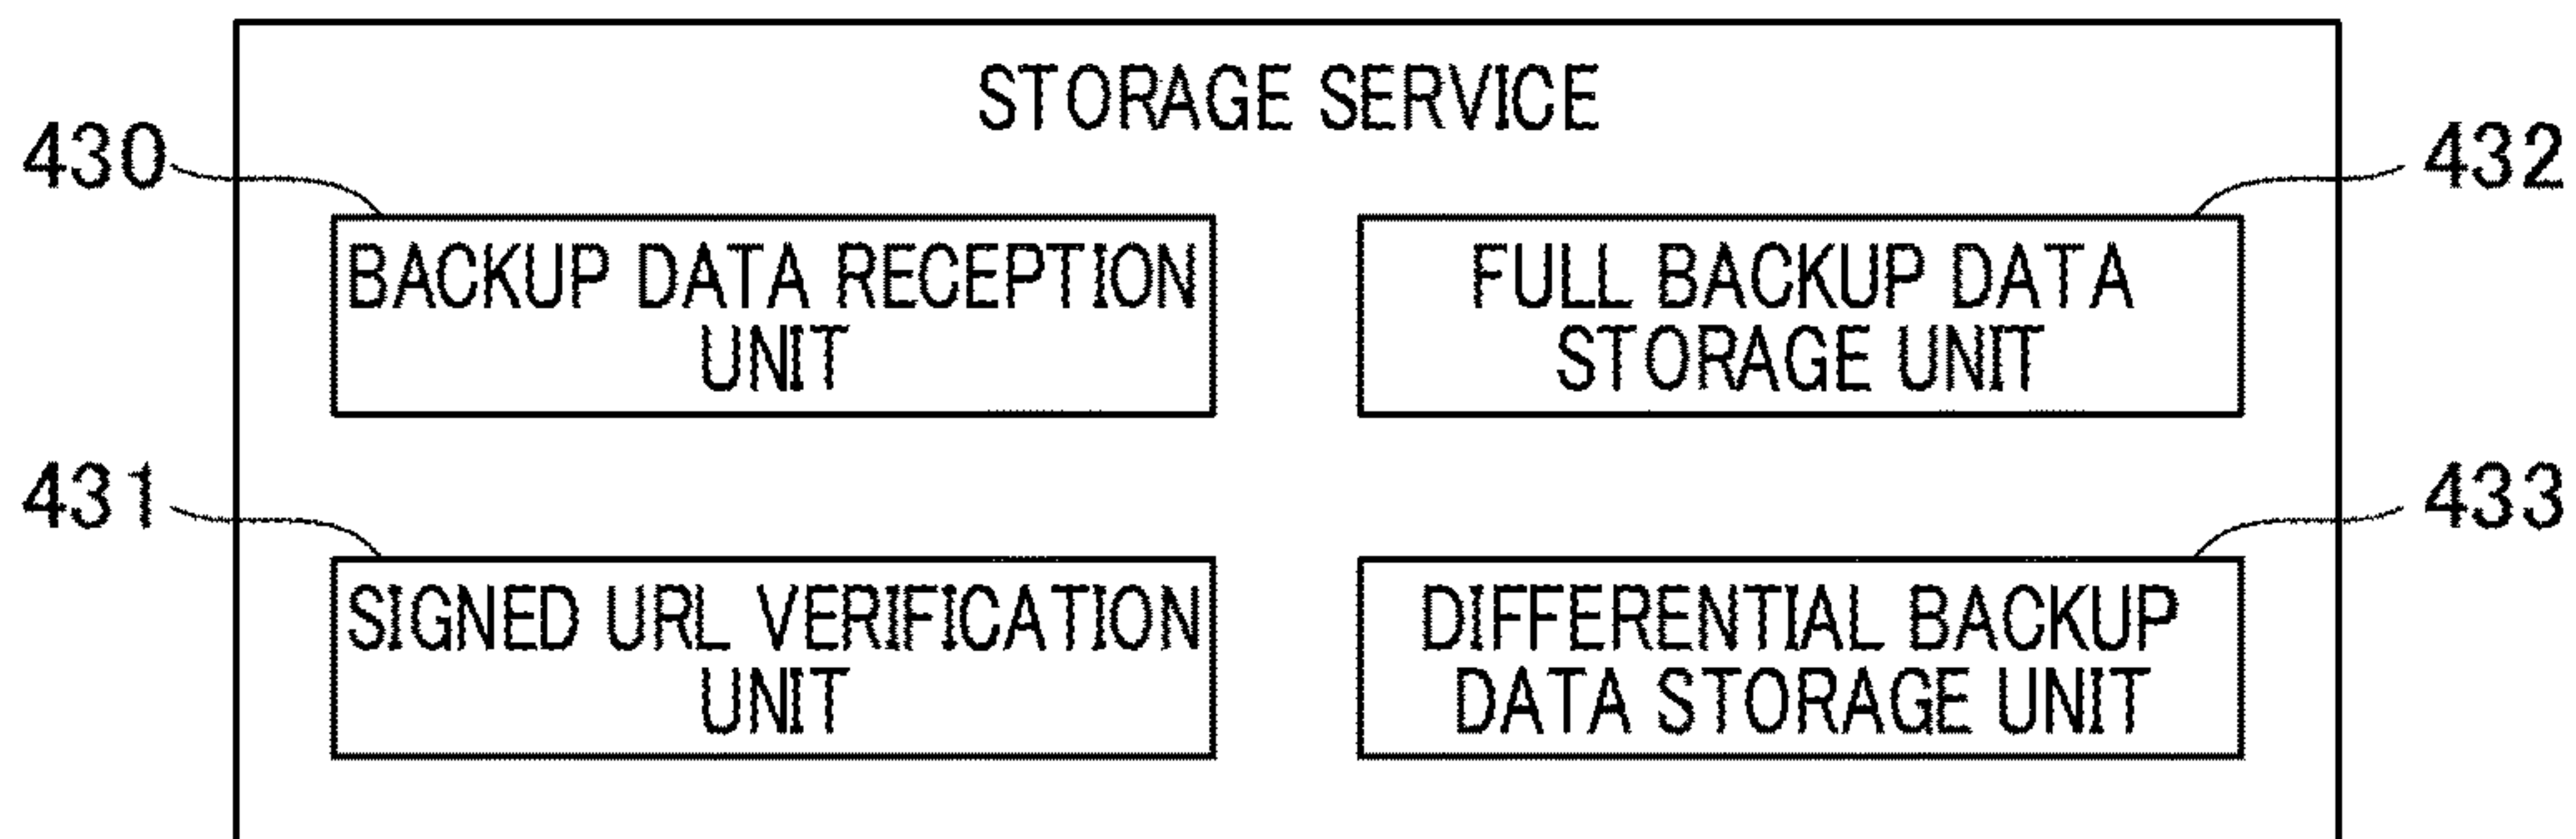 STORAGE SERVICE
430
BACKUP DATA RECEPTION
UNIT
432
FULL BACKUP DATA
STORAGE UNIT
431
SIGNED URL VERIFICATION
UNIT
433
DIFFERENTIAL BACKUP
DATA STORAGE UNIT